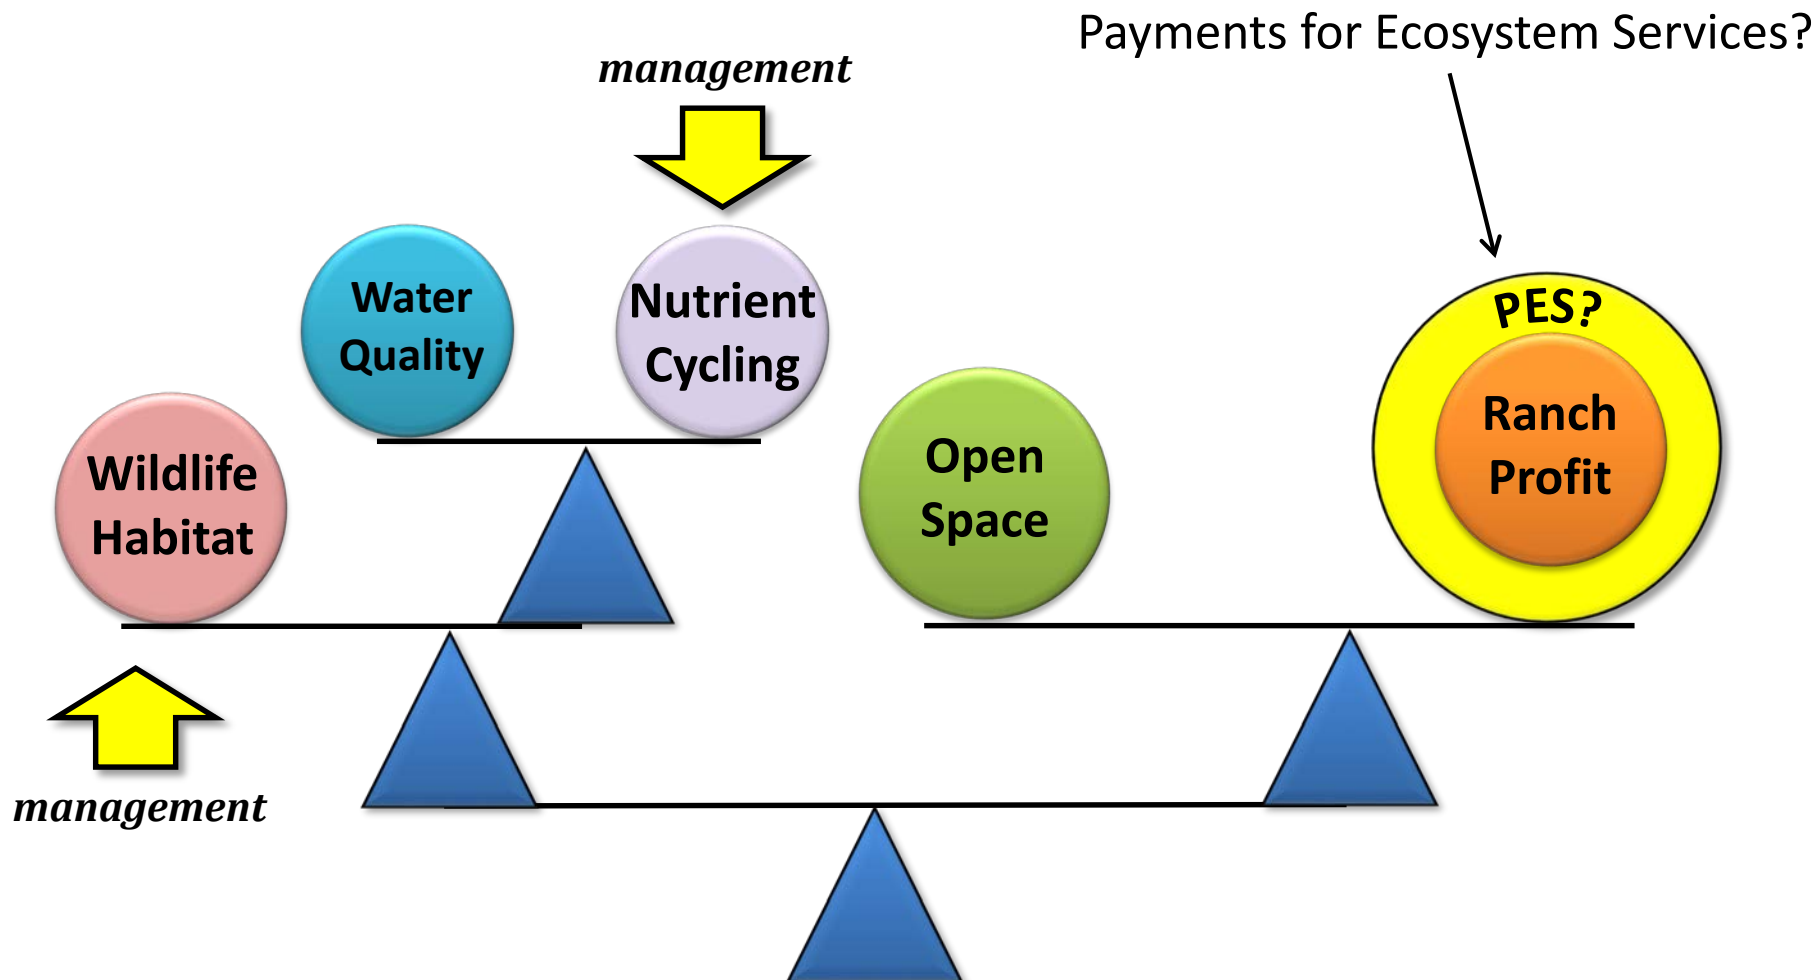 Payments for Ecosystem Services?
management
Water
Quality
Nutrient
Cycling
PES?
Ranch
Profit
Open
Space
Wildlife
Habitat
management